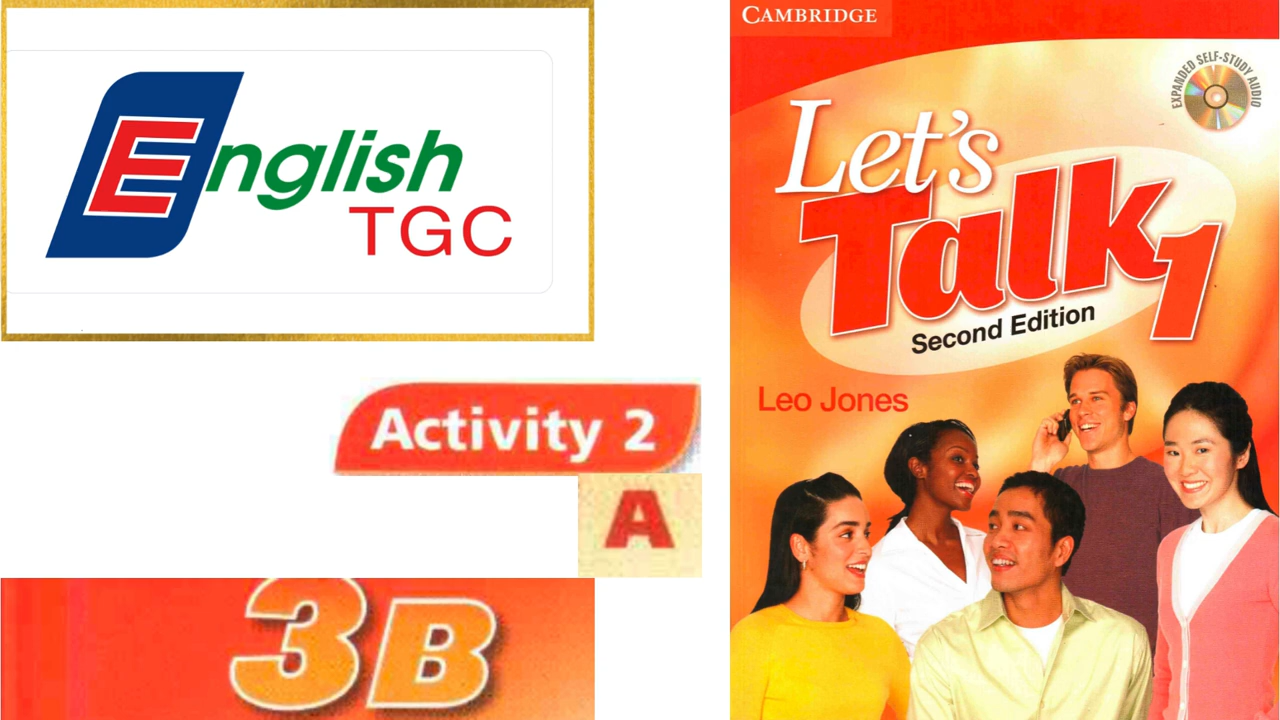 English
TGC
Activity 2
A
3B
CAMBRIDGE
EXPANDED SELF-STUDY AUDIO
Let's
Talk 1
Second Edition
Leo Jones